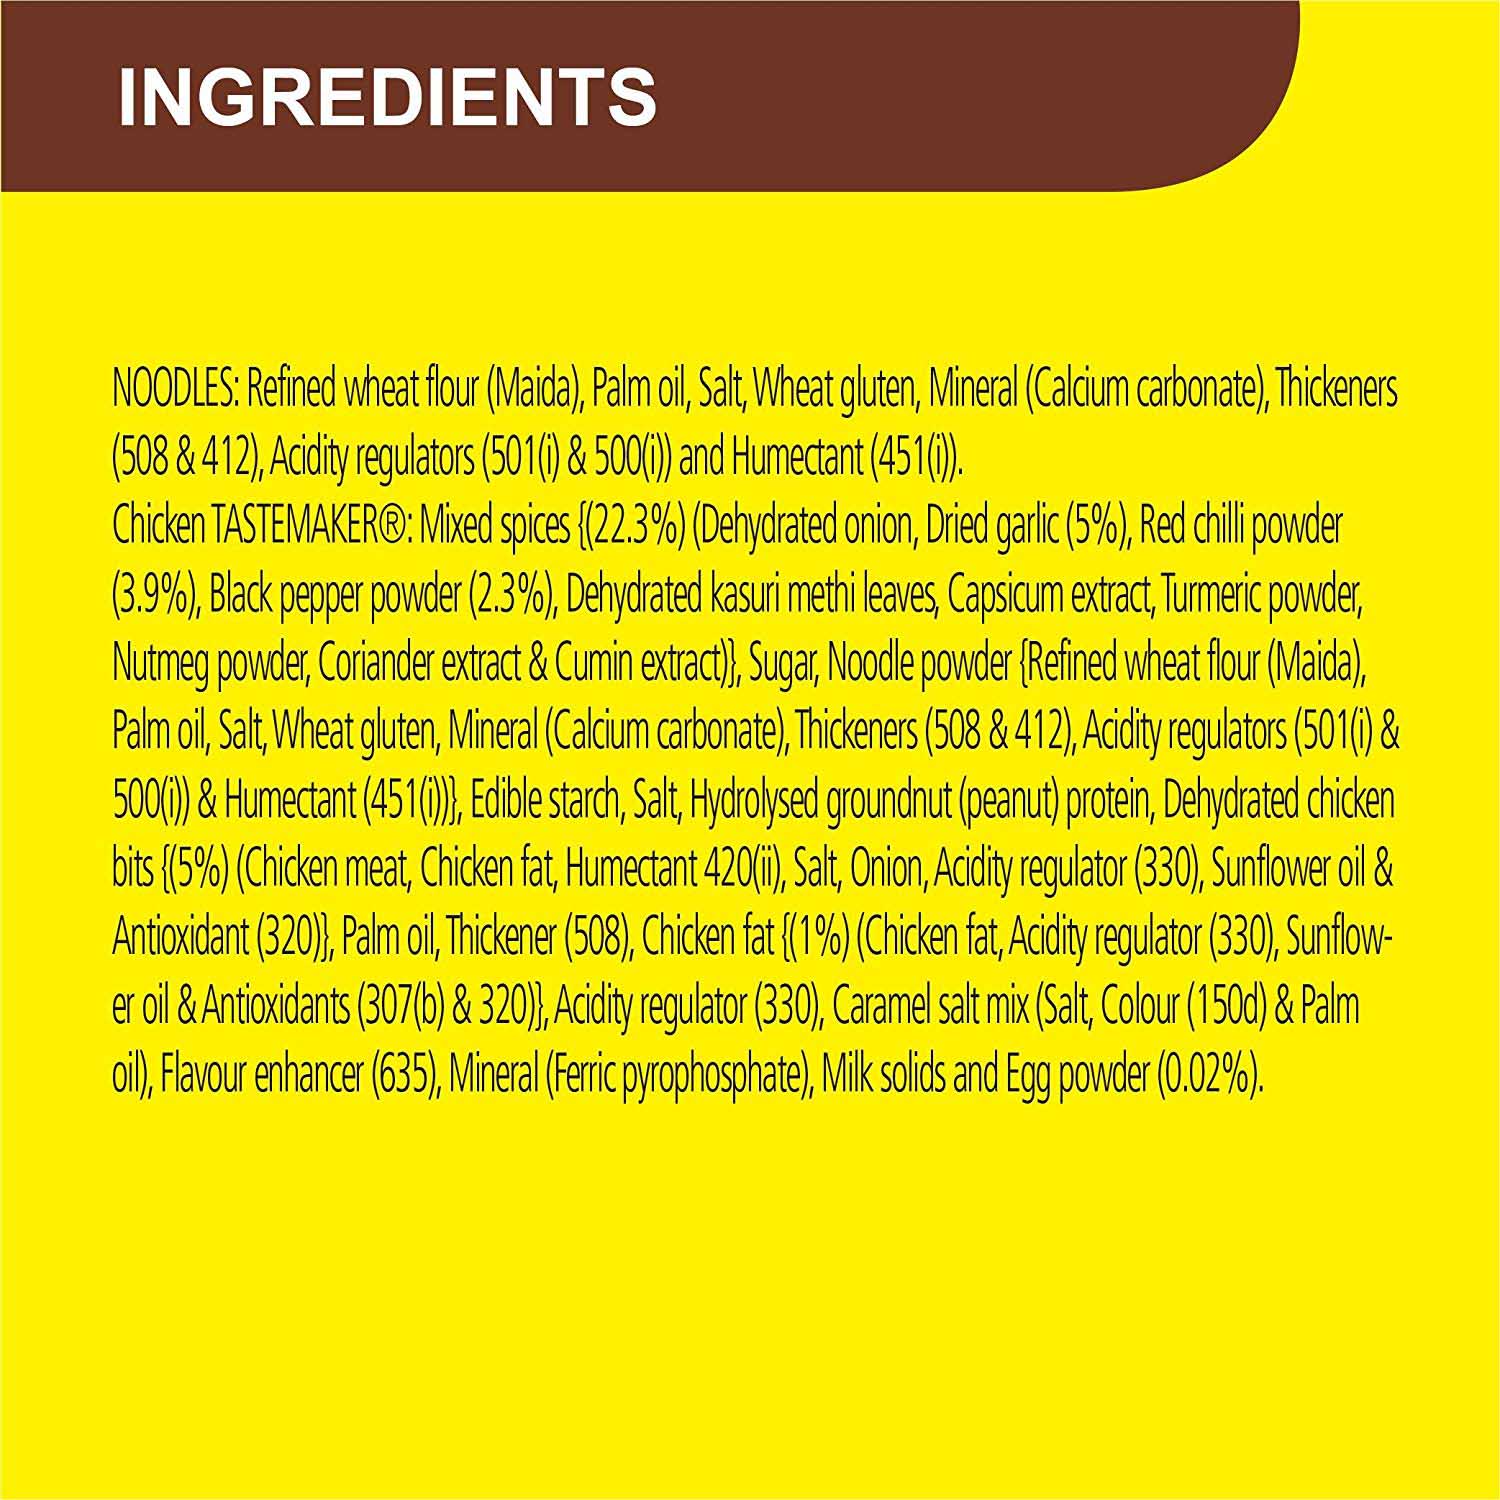 INGREDIENTS
NOODLES: Refined wheat flour (Maida), Palm oil, Salt, Wheat gluten, Mineral (Calcium carbonate), Thickeners
(508 & 412), Acidity regulators (501(i) & 500(i)) and Humectant (451(i)).
Chicken TASTEMAKER®: Mixed spices {(22.3%) (Dehydrated onion, Dried garlic (5%), Red chilli powder
(3.9%), Black pepper powder (2.3%), Dehydrated kasuri methi leaves, Capsicum extract, Turmeric powder,
Nutmeg powder, Coriander extract & Cumin extract)}, Sugar, Noodle powder {Refined wheat flour (Maida),
Palm oil, Salt, Wheat gluten, Mineral (Calcium carbonate), Thickeners (508 & 412), Acidity regulators (501(i) &
500(i)) & Humectant (451(i))}, Edible starch, Salt, Hydrolysed groundnut (peanut) protein, Dehydrated chicken
bits {(5%) (Chicken meat, Chicken fat, Humectant 420(ii), Salt, Onion, Acidity regulator (330), Sunflower oil &
Antioxidant (320)}, Palm oil, Thickener (508), Chicken fat {(1%) (Chicken fat, Acidity regulator (330), Sunflow-
er oil & Antioxidants (307(b) & 320)}, Acidity regulator (330), Caramel salt mix (Salt, Colour (150d) & Palm
oil), Flavour enhancer (635), Mineral (Ferric pyrophosphate), Milk solids and Egg powder (0.02%).